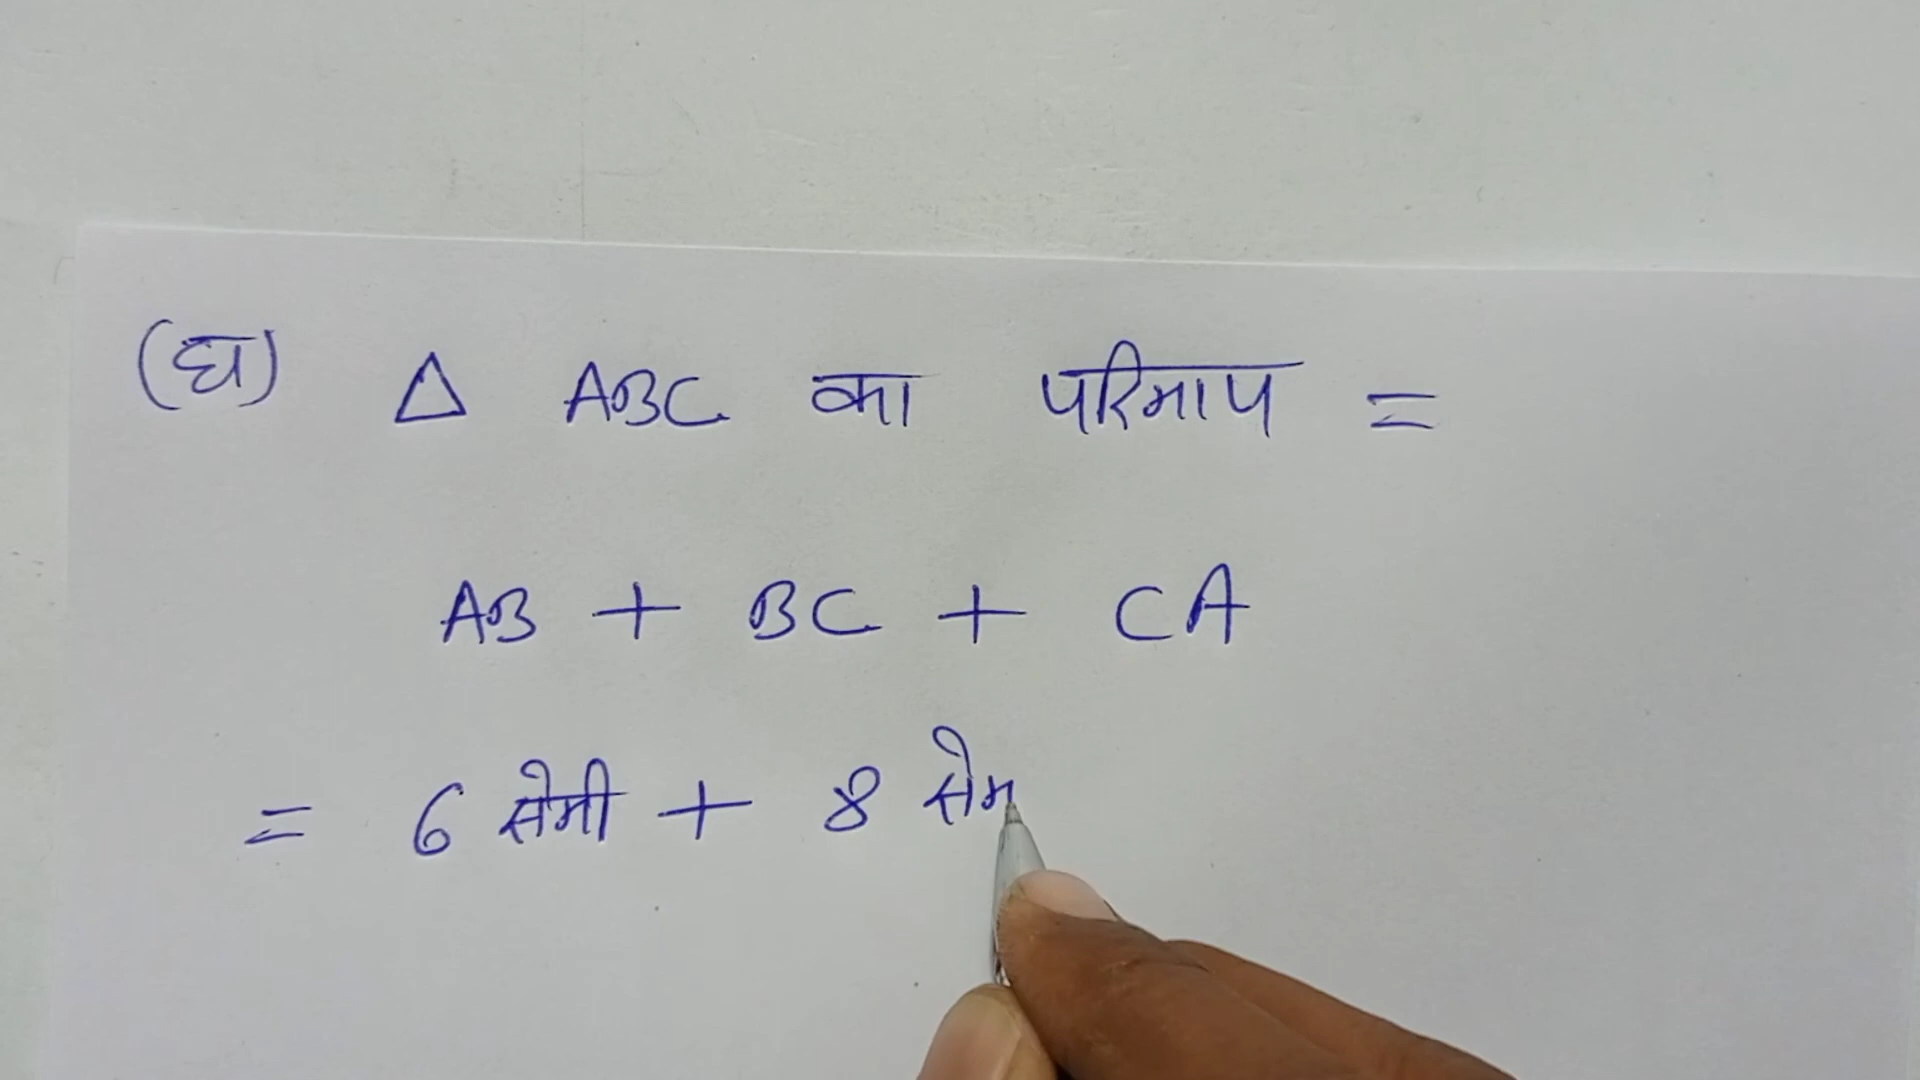 (घ) △ ABC का परिमाप =
AB + BC + CA
= 6 सेमी + 8 सेम